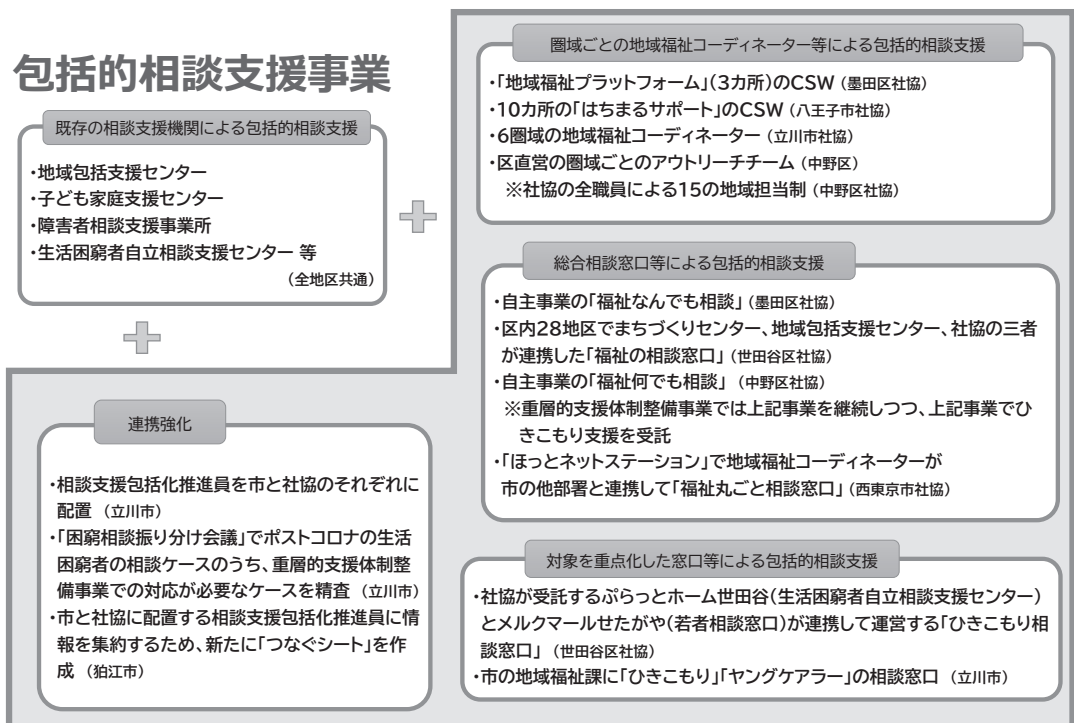 包括的相談支援事業
既存の相談支援機関による包括的相談支援
・地域包括支援センター
・子ども家庭支援センター
・障害者相談支援事業所
・生活困窮者自立相談支援センター 等
（全地区共通）
圏域ごとの地域福祉コーディネーター等による包括的相談支援
・「地域福祉プラットフォーム」（3カ所）のCSW（墨田区社協）
・10カ所の「はちまるサポート」のCSW（八王子市社協）
・6圏域の地域福祉コーディネーター（立川市社協）
・区直営の圏域ごとのアウトリーチチーム（中野区）
※社協の全職員による15の地域担当制（中野区社協）
総合相談窓口等による包括的相談支援
・自主事業の「福祉なんでも相談」（墨田区社協）
・区内28地区でまちづくりセンター、地域包括支援センター、社協の三者
が連携した「福祉の相談窓口」（世田谷区社協）
・自主事業の「福祉何でも相談」（中野区社協）
※重層的支援体制整備事業では上記事業を継続しつつ、上記事業でひ
きこもり支援を受託
・「ほっとネットステーション」で地域福祉コーディネーターが
市の他部署と連携して「福祉丸ごと相談窓口」（西東京市社協）
連携強化
・相談支援包括化推進員を市と社協のそれぞれに
配置（立川市）
・「困窮相談振り分け会議」でポストコロナの生活
困窮者の相談ケースのうち、重層的支援体制整
備事業での対応が必要なケースを精査（立川市）
・市と社協に配置する相談支援包括化推進員に情
報を集約するため、新たに「つなぐシート」を作
成（狛江市）
対象を重点化した窓口等による包括的相談支援
・社協が受託するぷらっとホーム世田谷（生活困窮者自立相談支援センター）
とメルクマールせたがや（若者相談窓口）が連携して運営する「ひきこもり相
談窓口」（世田谷区社協）
・市の地域福祉課に「ひきこもり」「ヤングケアラー」の相談窓口（立川市）